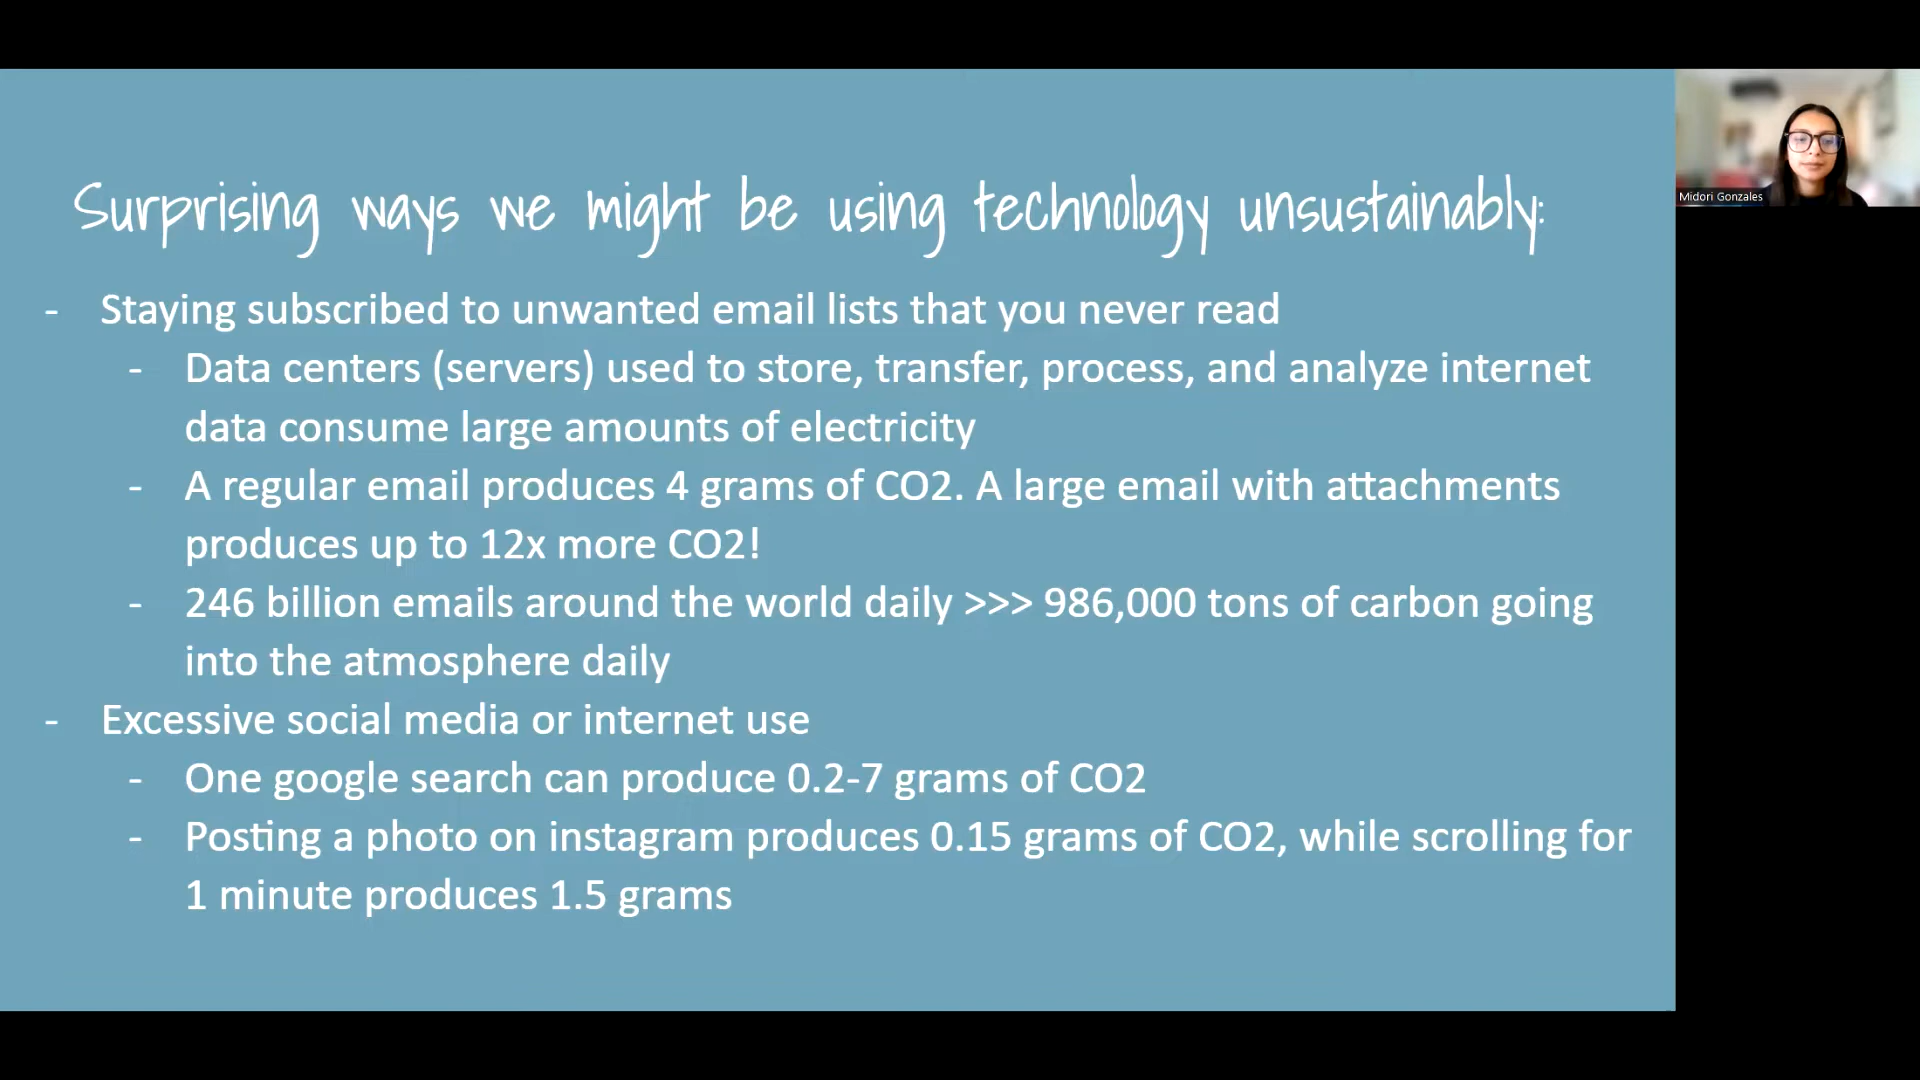 Surprising ways we might be using technology unsustainably:
- Staying subscribed to unwanted email lists that you never read
- Data centers (servers) used to store, transfer, process, and analyze internet
data consume large amounts of electricity
- A regular email produces 4 grams of CO2. A large email with attachments
produces up to 12x more CO2!
- 246 billion emails around the world daily >>> 986,000 tons of carbon going
into the atmosphere daily
- Excessive social media or internet use
- One google search can produce 0.2-7 grams of CO2
- Posting a photo on instagram produces 0.15 grams of CO2, while scrolling for
1 minute produces 1.5 grams
Midori Gonzales